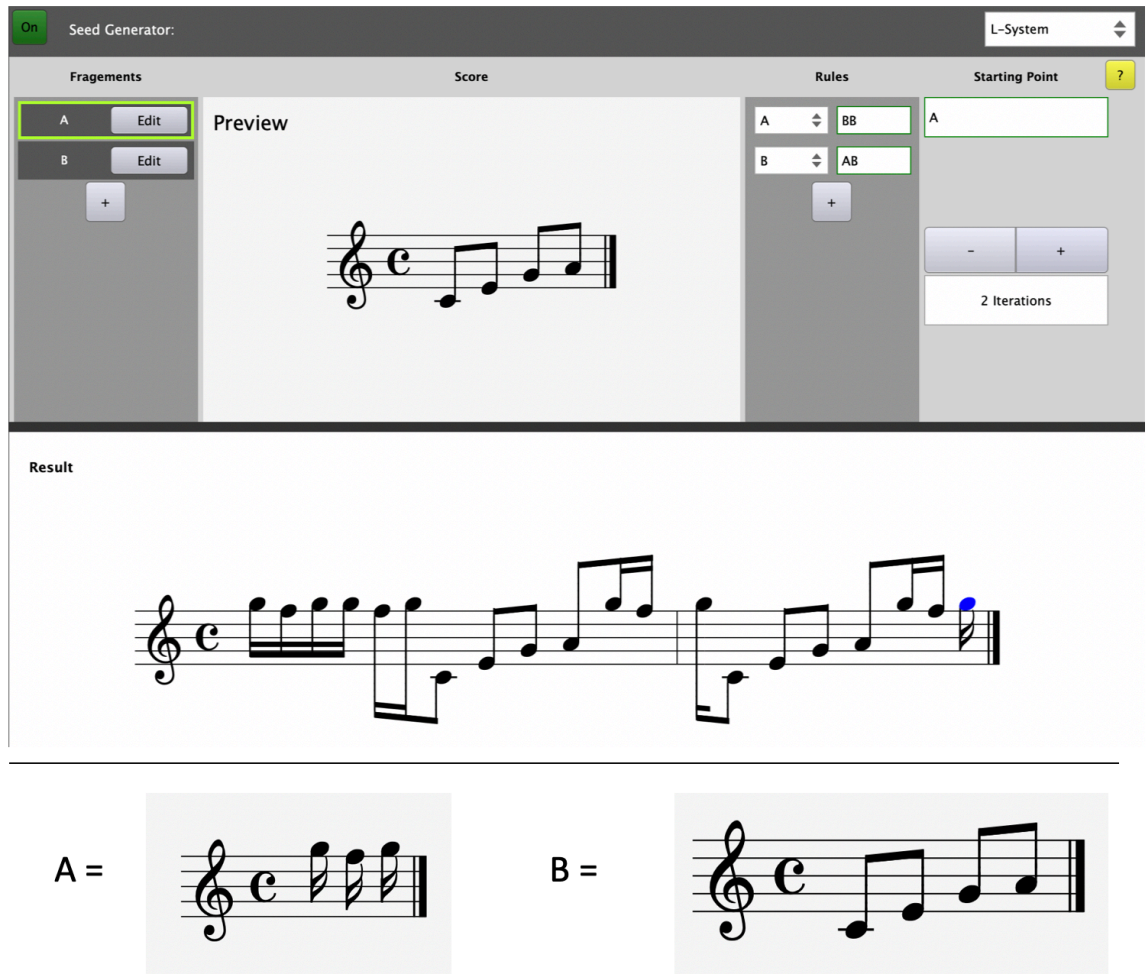 On Seed Generator: L-System
Fragements Score Rules Starting Point ?
A Edit Preview A BB A
B Edit B AB
+ +
- +
2 Iterations
Result
A = B =